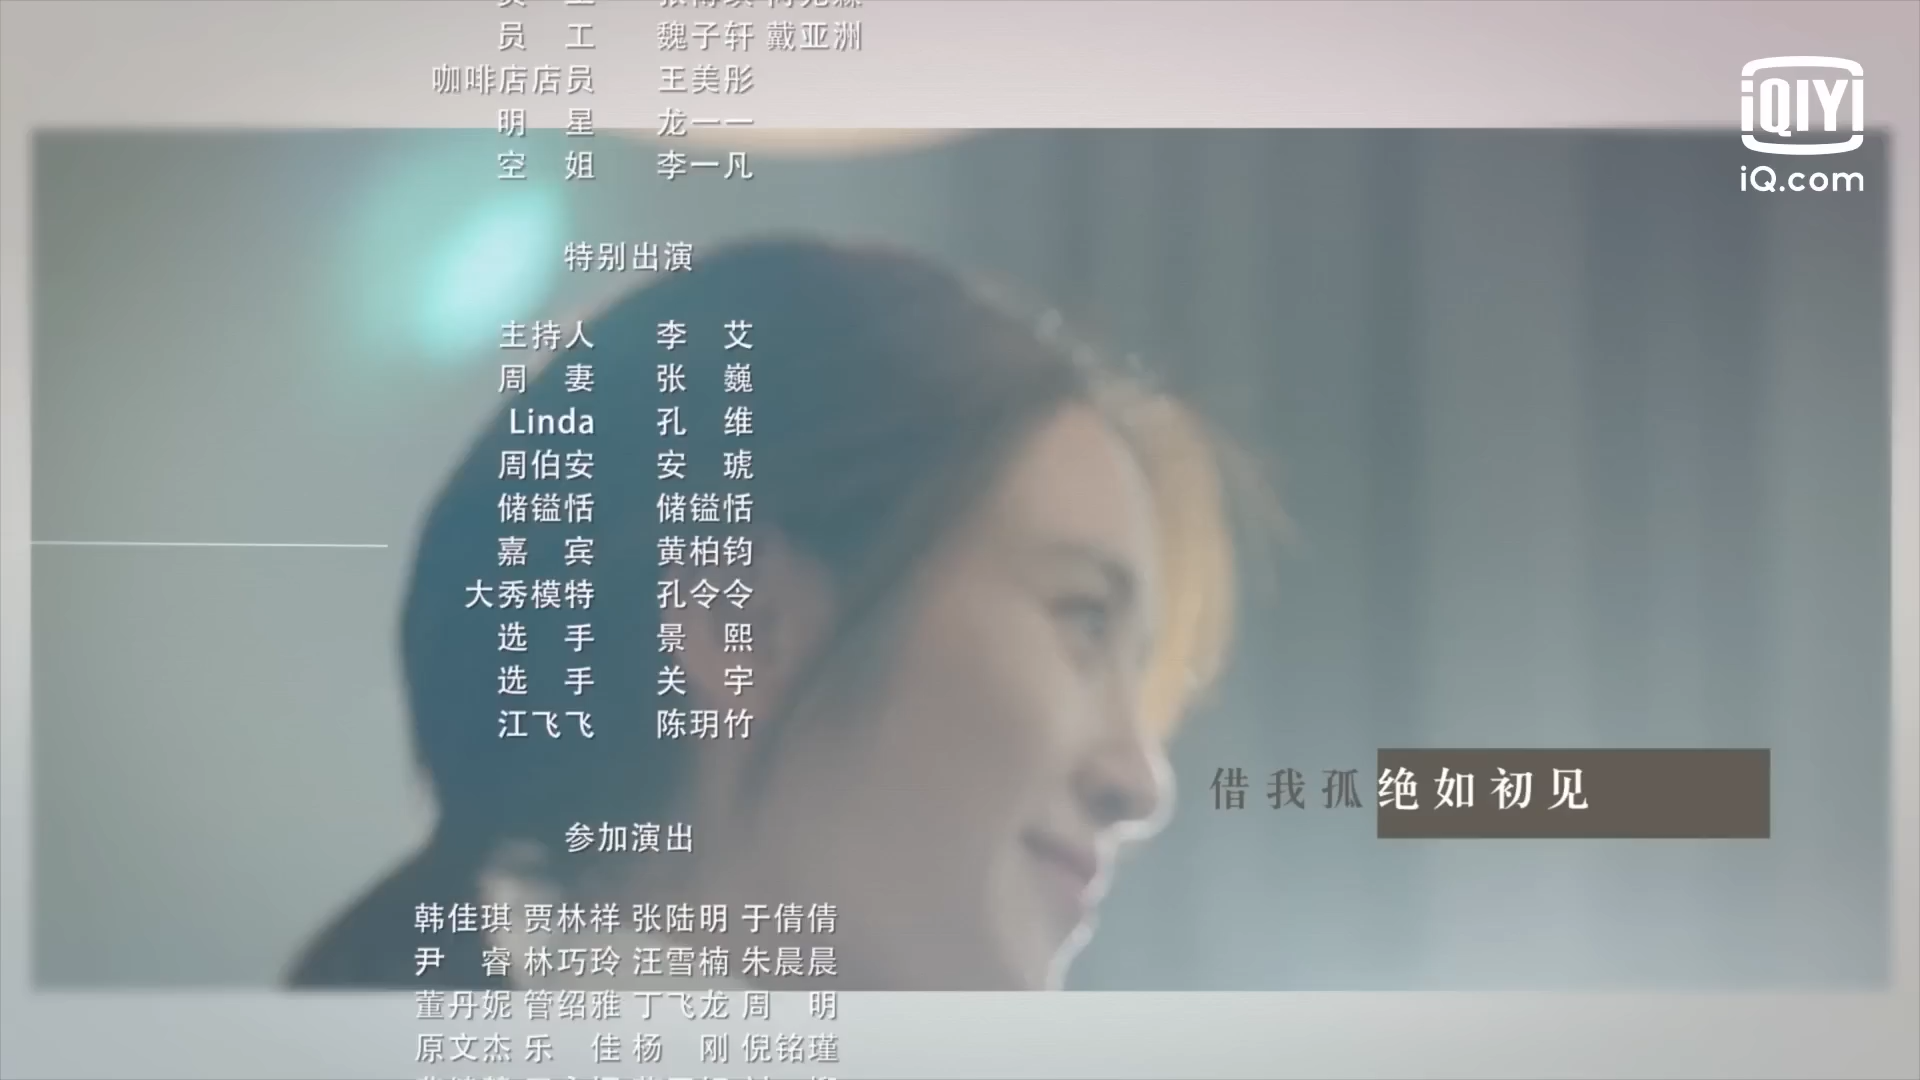 员 工 魏子轩 戴亚洲
咖啡店店员 王美彤
明 星 龙一一
空 姐 李一凡
特别出演
主持人 李 艾
周 妻 张 巍
Linda 孔 维
周伯安 安 琥
储镒恬 储镒恬
嘉 宾 黄柏钧
大秀模特 孔令令
选 手 景 熙
选 手 关 宇
江飞飞 陈玥竹
参加演出
韩佳琪 贾林祥 张陆明 于倩倩
尹 睿 林巧玲 汪雪楠 朱晨晨
董丹妮 管绍雅 丁飞龙 周 明
原文杰 乐 佳 杨 刚 倪铭瑾
借我孤绝如初见
iQIYI
iQ.com